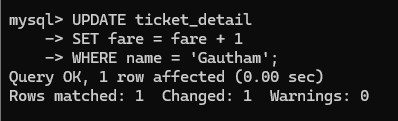 mysql> UPDATE ticket_detail
    -> SET fare = fare + 1
    -> WHERE name = 'Gautham';
Query OK, 1 row affected (0.00 sec)
Rows matched: 1  Changed: 1  Warnings: 0